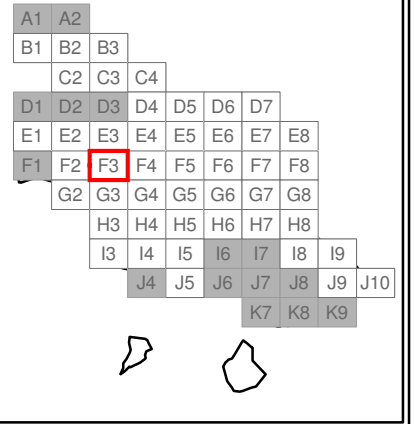 A1 A2
B1 B2 B3
C2 C3 C4
D1 D2 D3 D4 D5 D6 D7
E1 E2 E3 E4 E5 E6 E7 E8
F1 F2 F3 F4 F5 F6 F7 F8
G2 G3 G4 G5 G6 G7 G8
H3 H4 H5 H6 H7 H8
I3 I4 I5 I6 I7 I8 I9
J4 J5 J6 J7 J8 J9 J10
K7 K8 K9